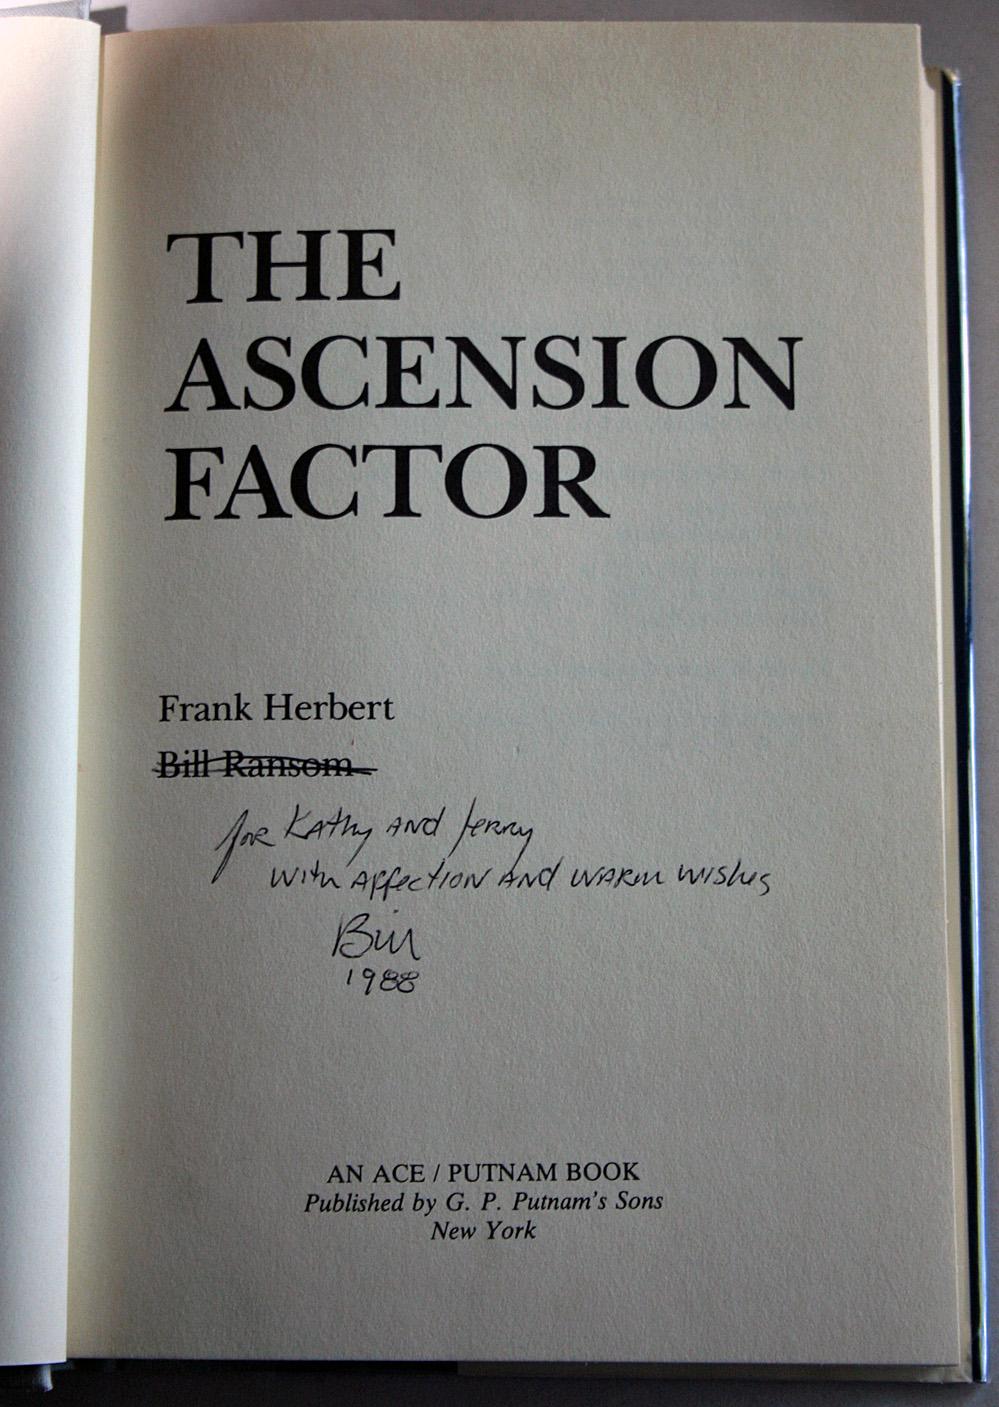 THE
ASCENSION
FACTOR
Frank Herbert
Bill Ransom
for Kathy and Jerry
with affection and warm wishes
Bill
1988
AN ACE / PUTNAM BOOK
Published by G. P. Putnam's Sons
New York